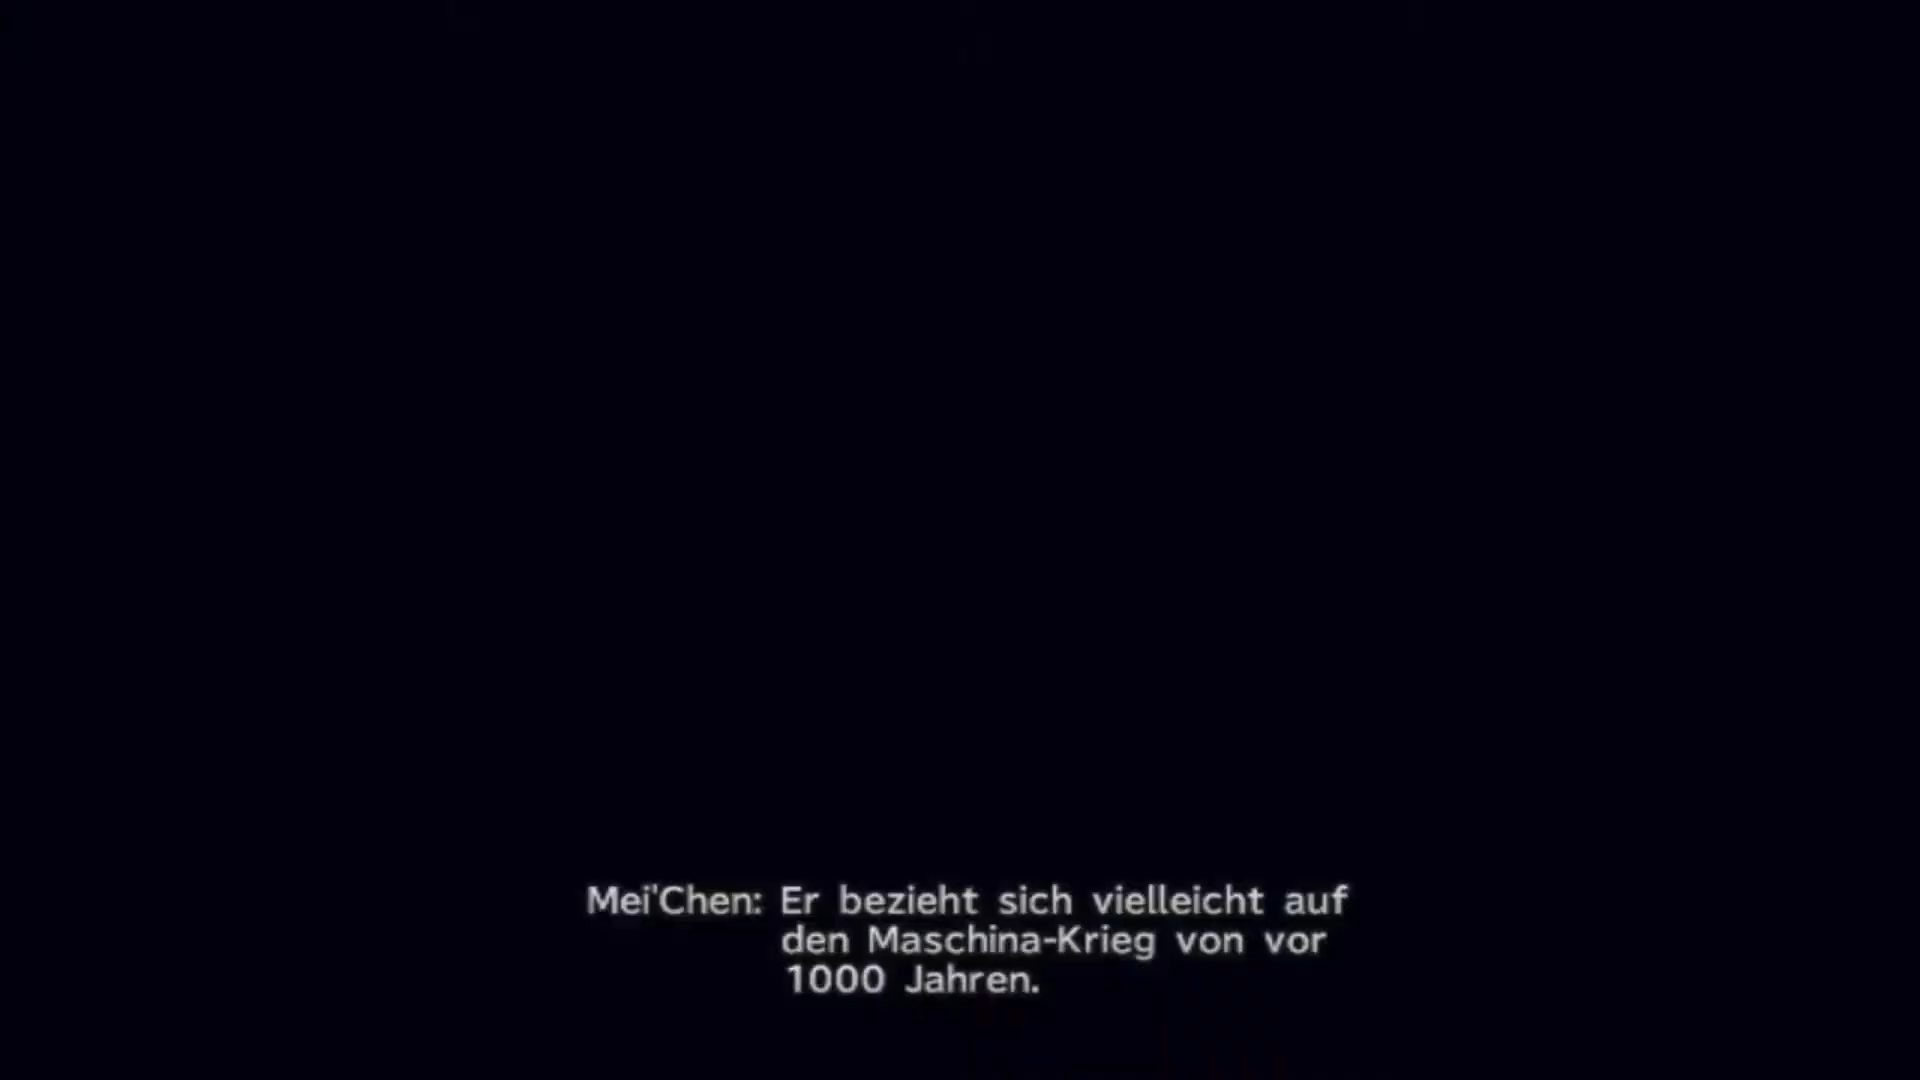 Mei'Chen: Er bezieht sich vielleicht auf
den Maschina-Krieg von vor
1000 Jahren.